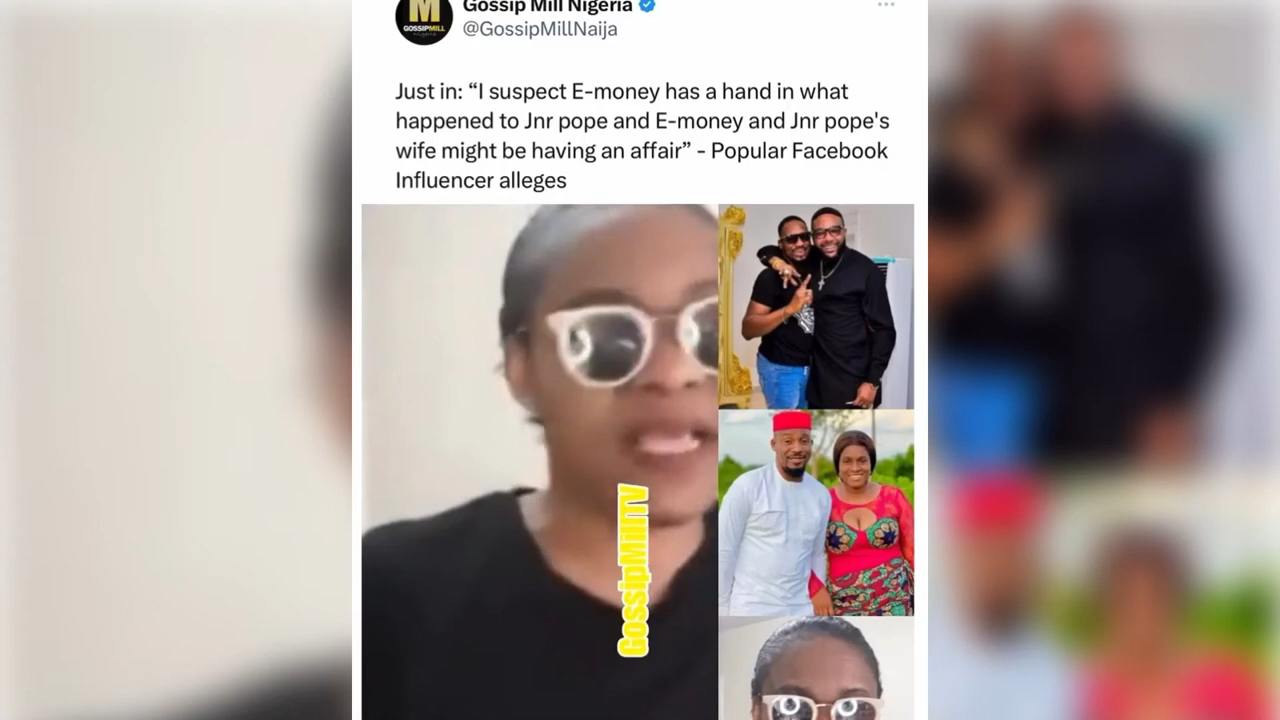 Gossip Mill Nigeria
@GossipMillNaija
M
GOSSIPMILL
Just in: “I suspect E-money has a hand in what
happened to Jnr pope and E-money and Jnr pope's
wife might be having an affair” - Popular Facebook
Influencer alleges
GossipMillTV